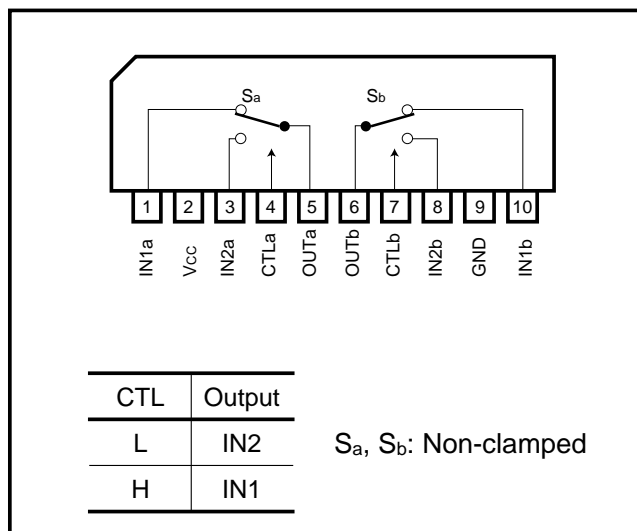 Sa Sb
1 2 3 4 5 6 7 8 9 10
IN1a Vcc IN2a CTLa OUTa OUTb CTLb IN2b GND IN1b
CTL Output
L IN2
H IN1
Sa, Sb: Non-clamped